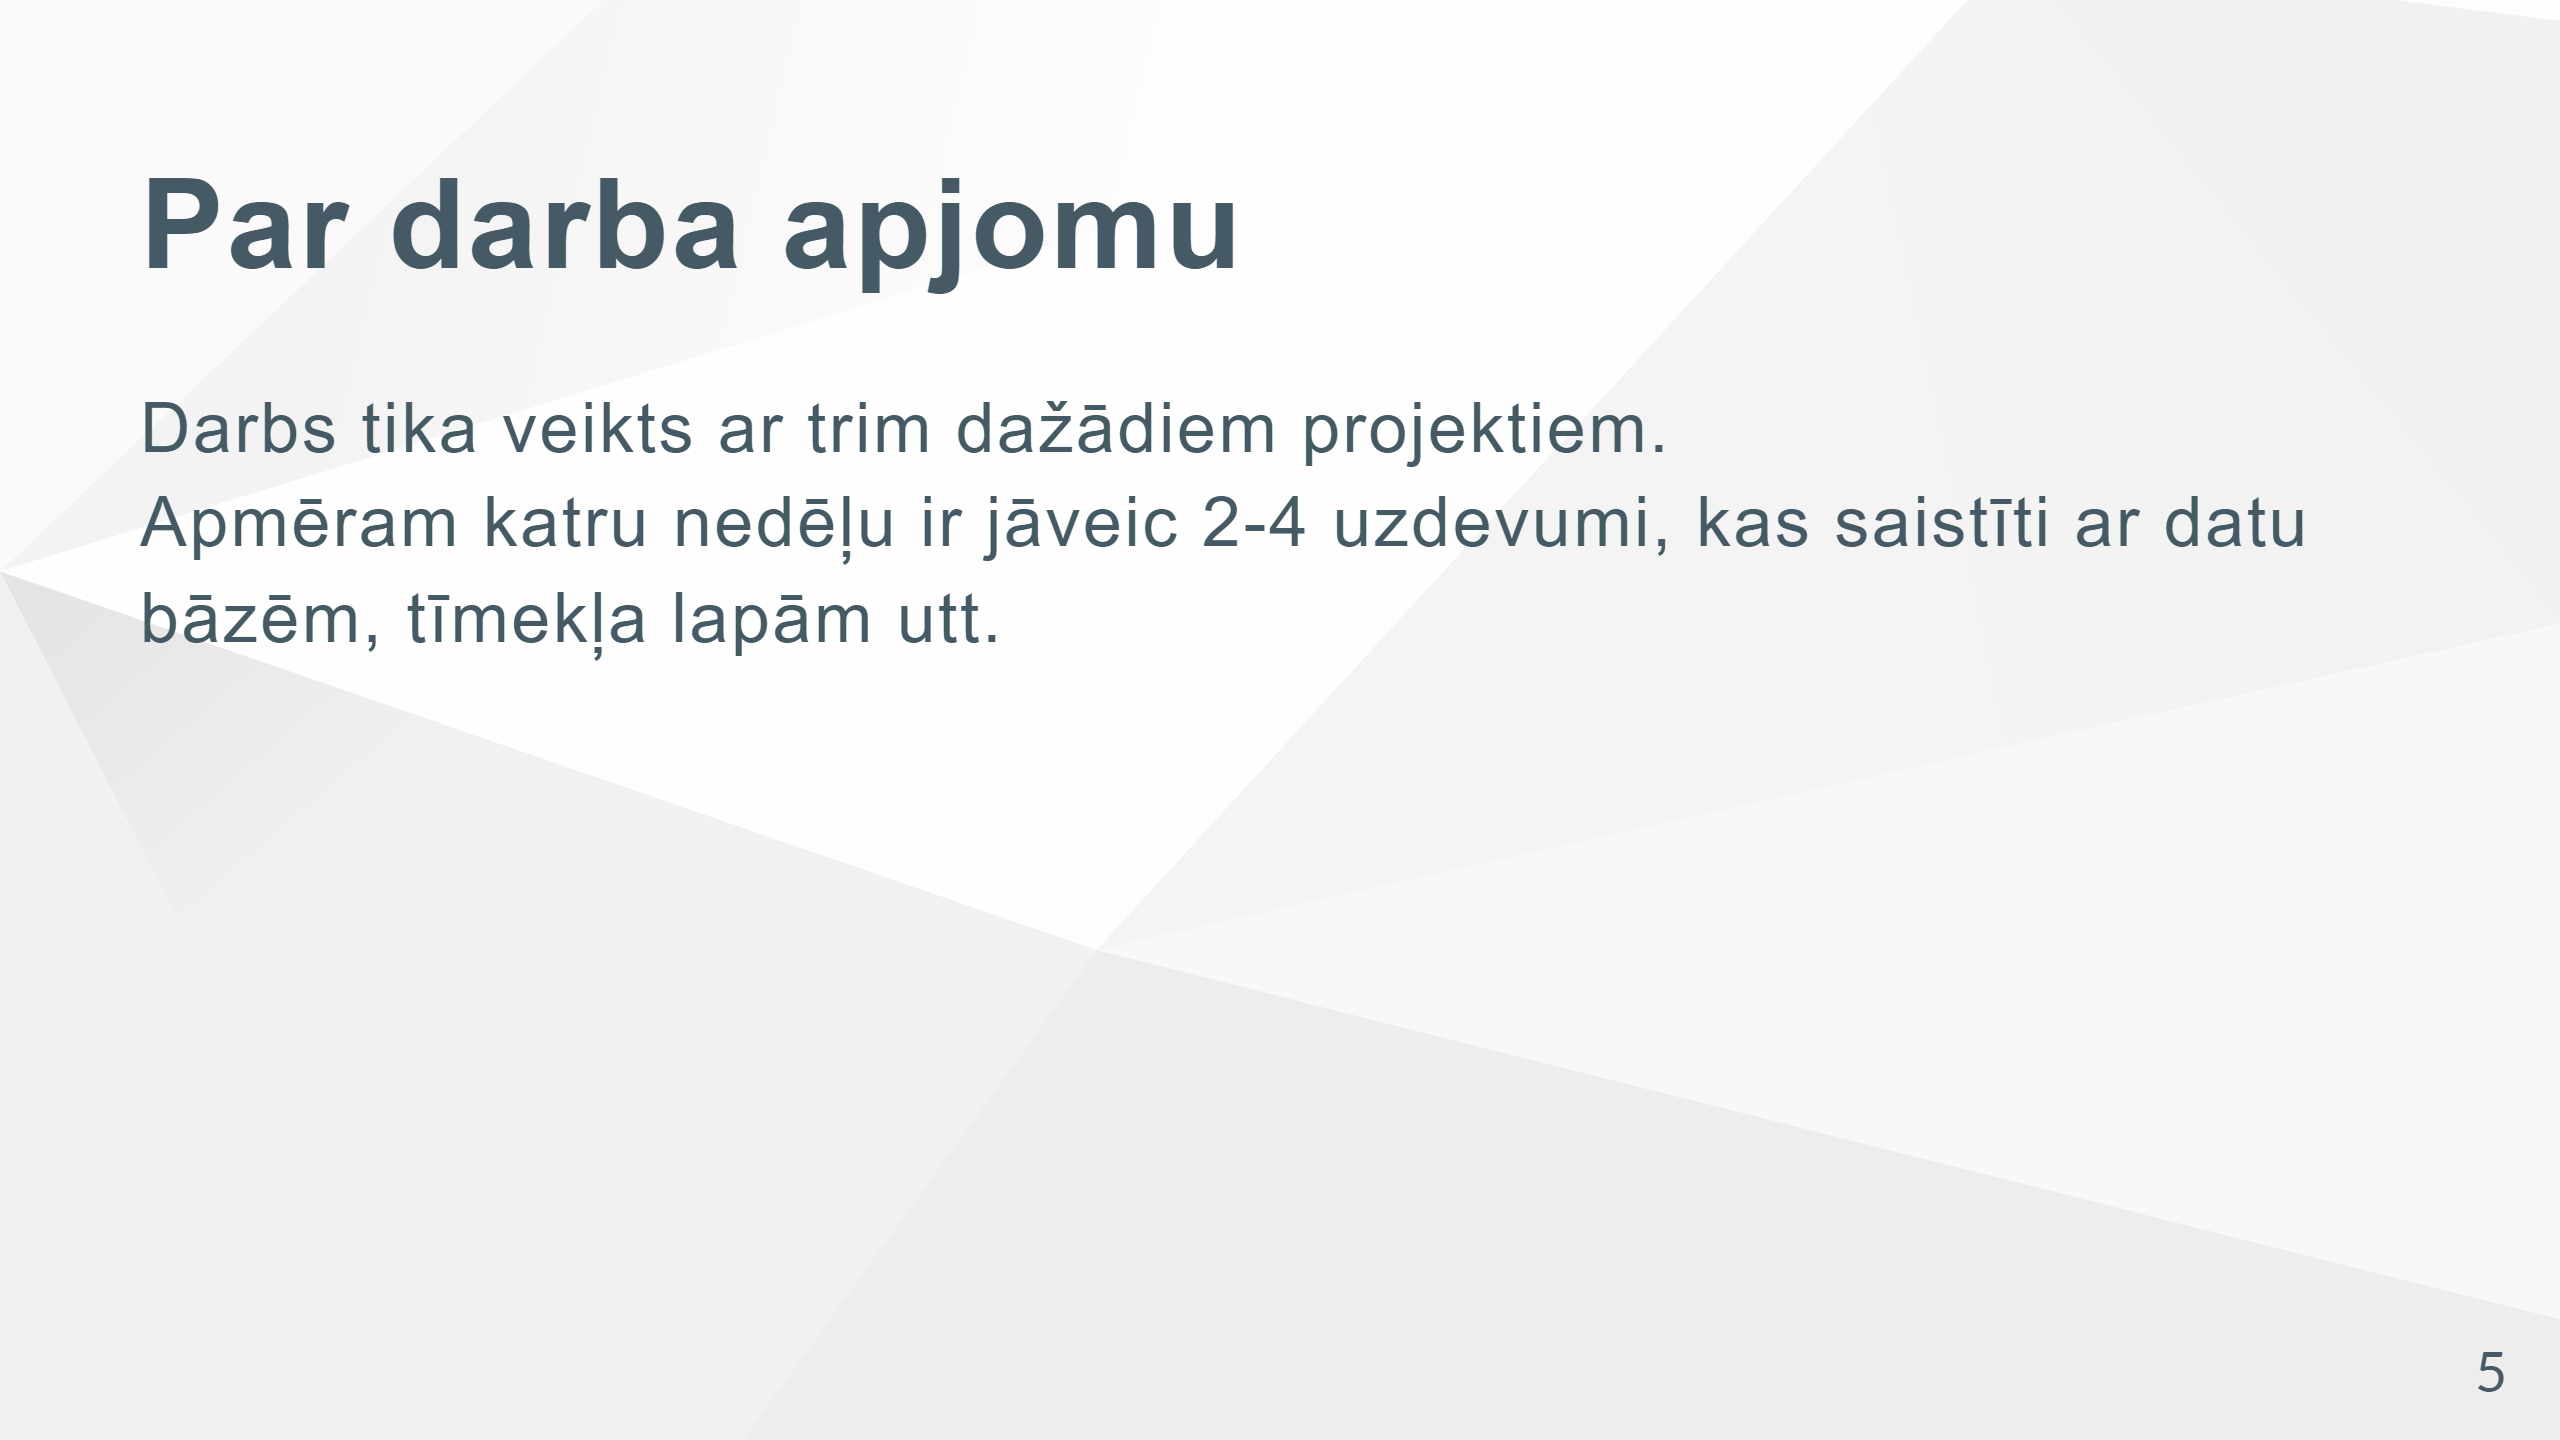 Par darba apjomu
Darbs tika veikts ar trim dažādiem projektiem.
Apmēram katru nedēļu ir jāveic 2-4 uzdevumi, kas saistīti ar datu
bāzēm, tīmekļa lapām utt.
5